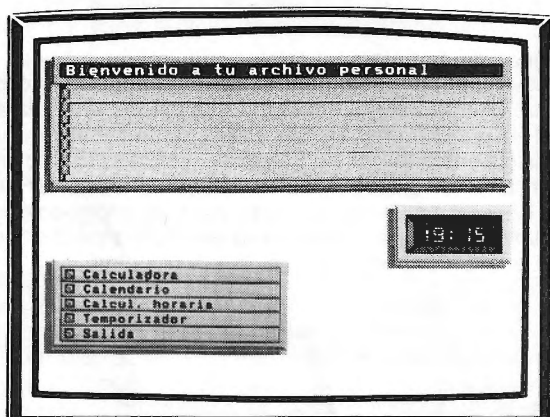 Bienvenido a tu archivo personal
19:15
Calculadora
Calendario
Calcul. horaria
Temporizador
Salida